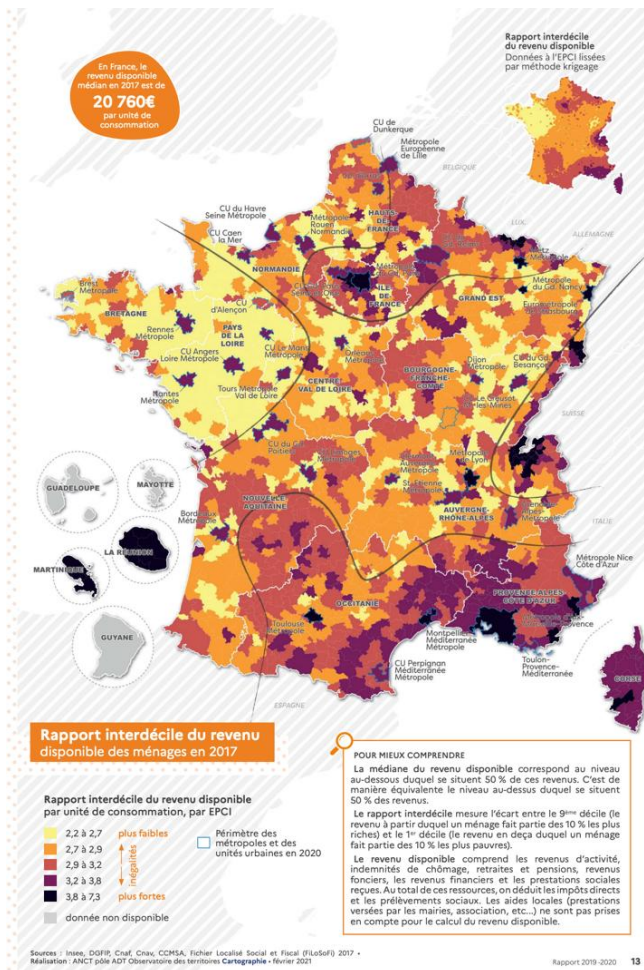 En France, le
revenu disponible
médian en 2017 est de
20 760€
par unité de
consommation
Rapport interdécile
du revenu disponible
Données à l'EPCI lissées
par méthode krigeage
CU de
Dunkerque
Métropole
Européenne
de Lille
BELGIQUE
LUX.
ALLEMAGNE
CU du Havre
Seine Métropole
Métropole
Rouen
Normandie
HAUTS-
DE-
FRANCE
CU Caen
la Mer
NORMANDIE
ILE
DE-
FRANCE
Métropole
du Gd. Nancy
GRAND EST
Eurométropole
Brest
Métropole
BRETAGNE
CU
d'Alençon
Rennes
Métropole
PAYS
DE LA
LOIRE
CU Angers
Loire Métropole
CU Le Mans
Métropole
Orléans
Métropole
BOURGOGNE-
FRANCHE-
COMTÉ
Dijon
Métropole
CU du Gd.
Besançon
CENTRE-
VAL DE LOIRE
Tours Métropole
Val de Loire
Nantes
Métropole
Le Creusot
SUISSE
CU du Gd.
Poitiers
Métropole
de Lyon
St-Etienne
Métropole
GUADELOUPE
MAYOTTE
NOUVELLE-
AQUITAINE
AUVERGNE-
RHÔNE-ALPES
Bordeaux
Métropole
ITALIE
LA RÉUNION
MARTINIQUE
Métropole Nice
Côte d'Azur
PROVENCE-ALPES-
CÔTE D'AZUR
GUYANE
OCCITANIE
Toulouse
Métropole
Montpellier
Méditerranée
Métropole
Toulon-
Provence-
Méditerranée
CU Perpignan
Méditerranée
Métropole
CORSE
ESPAGNE
Rapport interdécile du revenu
disponible des ménages en 2017
Rapport interdécile du revenu disponible
par unité de consommation, par EPCI
2,2 à 2,7 plus faibles
2,7 à 2,9
2,9 à 3,2
3,2 à 3,8
3,8 à 7,3 plus fortes
inégalités
donnée non disponible
Périmètre des
métropoles et des
unités urbaines en 2020
POUR MIEUX COMPRENDRE
La médiane du revenu disponible correspond au niveau
au-dessous duquel se situent 50 % de ces revenus. C'est de
manière équivalente le niveau au-dessus duquel se situent
50 % des revenus.
Le rapport interdécile mesure l'écart entre le 9ème décile (le
revenu à partir duquel un ménage fait partie des 10 % les plus
riches) et le 1er décile (le revenu en deça duquel un ménage
fait partie des 10 % les plus pauvres).
Le revenu disponible comprend les revenus d'activité,
indemnités de chômage, retraites et pensions, revenus
fonciers, les revenus financiers et les prestations sociales
reçues. Au total de ces ressources, on déduit les impôts directs
et les prélèvements sociaux. Les aides locales (prestations
versées par les mairies, association, etc...) ne sont pas prises
en compte pour le calcul du revenu disponible.
Sources : Insee, DGFIP, Cnaf, Cnav, CCMSA, Fichier Localisé Social et Fiscal (FiLoSoFi) 2017 •
Réalisation : ANCT pôle ADT Observatoire des territoires Cartographie • février 2021
Rapport 2019-2020 13